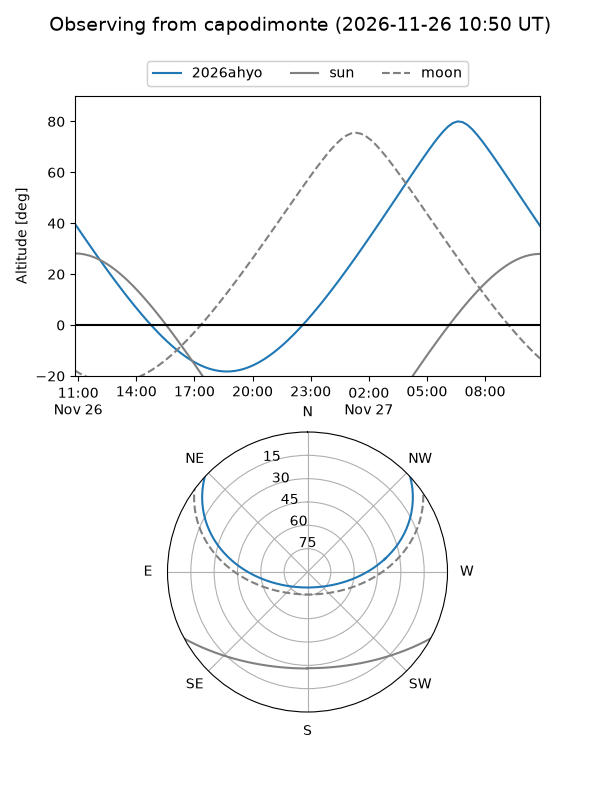 Observing from capodimonte (2026-11-26 10:50 UT)
2026ahyo sun moon
Altitude [deg]
80
60
40
20
0
−20
11:00 14:00 17:00 20:00 23:00 02:00 05:00 08:00
Nov 26 Nov 27
N
NE NW
15
30
45
60
75
E W
SE SW
S